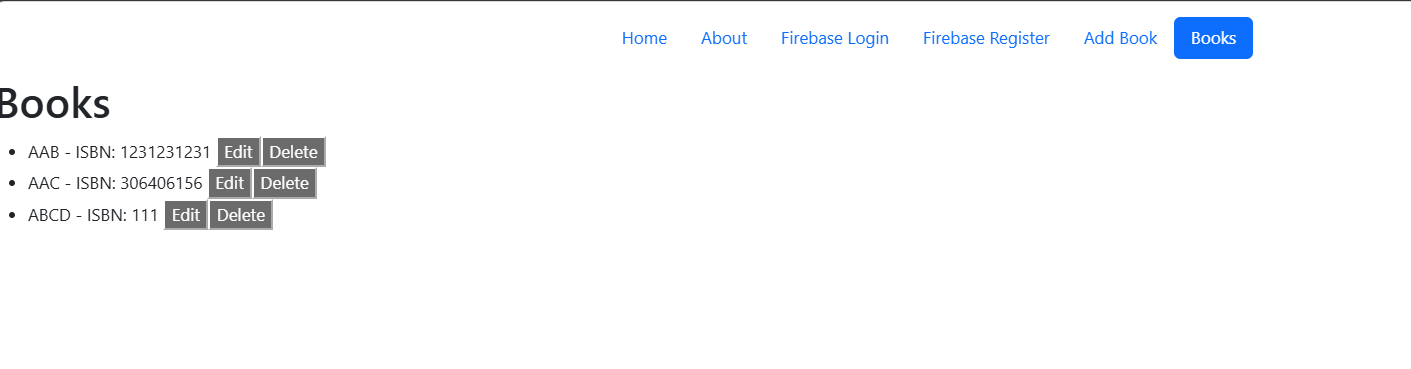 Home About Firebase Login Firebase Register Add Book Books
Books
AAB - ISBN: 1231231231 Edit Delete
AAC - ISBN: 306406156 Edit Delete
ABCD - ISBN: 111 Edit Delete